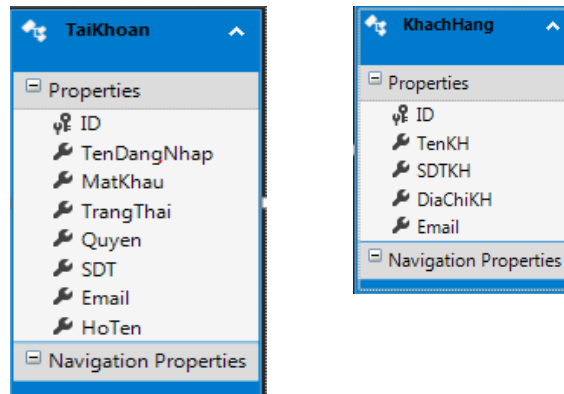 TaiKhoan
Properties
ID
TenDangNhap
MatKhau
TrangThai
Quyen
SDT
Email
HoTen
Navigation Properties
KhachHang
Properties
ID
TenKH
SDTKH
DiaChiKH
Email
Navigation Properties